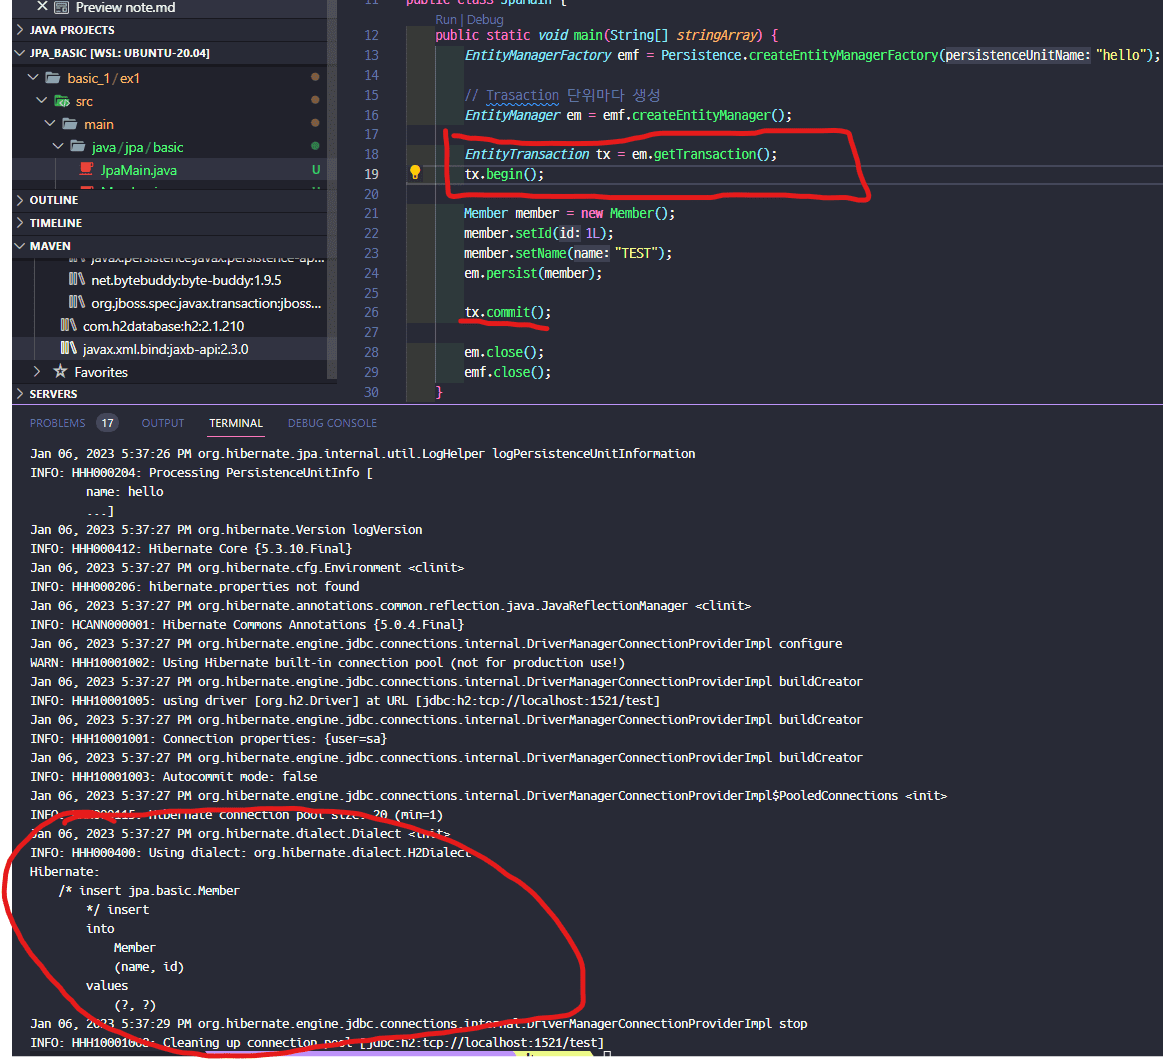 Preview note.md
JAVA PROJECTS
JPA_BASIC [WSL: UBUNTU-20.04]
basic_1/ex1
src
main
java/jpa/basic
JpaMain.java U
OUTLINE
TIMELINE
MAVEN
javax.persistence:javax.persistence-ap...
net.bytebuddy:byte-buddy:1.9.5
org.jboss.spec.javax.transaction:jboss...
com.h2database:h2:2.1.210
javax.xml.bind:jaxb-api:2.3.0
Favorites
SERVERS
11 public class JpaMain {
Run | Debug
12 public static void main(String[] stringArray) {
13 EntityManagerFactory emf = Persistence.createEntityManagerFactory(persistenceUnitName: "hello");
14
15 // Trasaction 단위마다 생성
16 EntityManager em = emf.createEntityManager();
17
18 EntityTransaction tx = em.getTransaction();
19 tx.begin();
20
21 Member member = new Member();
22 member.setId(id: 1L);
23 member.setName(name: "TEST");
24 em.persist(member);
25
26 tx.commit();
27
28 em.close();
29 emf.close();
30 }
PROBLEMS 17 OUTPUT TERMINAL DEBUG CONSOLE
Jan 06, 2023 5:37:26 PM org.hibernate.jpa.internal.util.LogHelper logPersistenceUnitInformation
INFO: HHH000204: Processing PersistenceUnitInfo [
name: hello
...]
Jan 06, 2023 5:37:27 PM org.hibernate.Version logVersion
INFO: HHH000412: Hibernate Core {5.3.10.Final}
Jan 06, 2023 5:37:27 PM org.hibernate.cfg.Environment <clinit>
INFO: HHH000206: hibernate.properties not found
Jan 06, 2023 5:37:27 PM org.hibernate.annotations.common.reflection.java.JavaReflectionManager <clinit>
INFO: HCANN000001: Hibernate Commons Annotations {5.0.4.Final}
Jan 06, 2023 5:37:27 PM org.hibernate.engine.jdbc.connections.internal.DriverManagerConnectionProviderImpl configure
WARN: HHH10001002: Using Hibernate built-in connection pool (not for production use!)
Jan 06, 2023 5:37:27 PM org.hibernate.engine.jdbc.connections.internal.DriverManagerConnectionProviderImpl buildCreator
INFO: HHH10001005: using driver [org.h2.Driver] at URL [jdbc:h2:tcp://localhost:1521/test]
Jan 06, 2023 5:37:27 PM org.hibernate.engine.jdbc.connections.internal.DriverManagerConnectionProviderImpl buildCreator
INFO: HHH10001001: Connection properties: {user=sa}
Jan 06, 2023 5:37:27 PM org.hibernate.engine.jdbc.connections.internal.DriverManagerConnectionProviderImpl buildCreator
INFO: HHH10001003: Autocommit mode: false
Jan 06, 2023 5:37:27 PM org.hibernate.engine.jdbc.connections.internal.DriverManagerConnectionProviderImpl$PooledConnections <init>
Hibernate connection pool size: 20 (min=1)
Jan 06, 2023 5:37:27 PM org.hibernate.dialect.Dialect <init>
INFO: HHH000400: Using dialect: org.hibernate.dialect.H2Dialect
Hibernate:
/* insert jpa.basic.Member
*/ insert
into
Member
(name, id)
values
(?, ?)
Jan 06, 2023 5:37:29 PM org.hibernate.engine.jdbc.connections.internal.DriverManagerConnectionProviderImpl stop
INFO: HHH10001008: Cleaning up connection pool [jdbc:h2:tcp://localhost:1521/test]